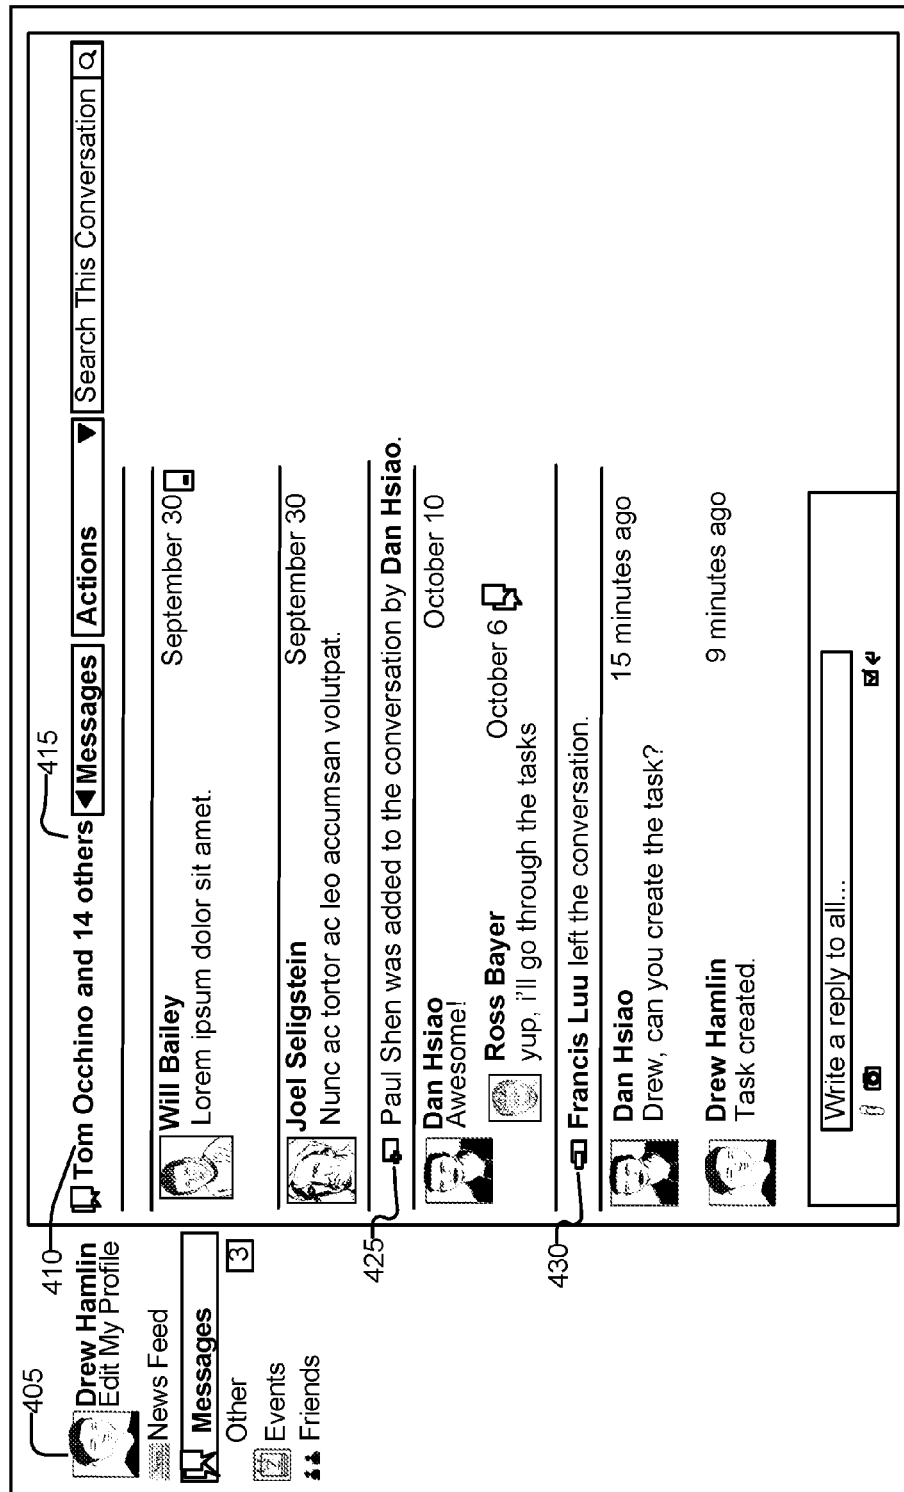 405
410
415
Drew Hamlin
Edit My Profile
News Feed
Messages
Other
3
Events
Friends
Tom Occhino and 14 others
Messages
Actions
Search This Conversation
Will Bailey
September 30
Lorem ipsum dolor sit amet.
Joel Seligstein
September 30
Nunc ac tortor ac leo accumsan volutpat.
425
Paul Shen was added to the conversation by Dan Hsiao.
Dan Hsiao
October 10
Awesome!
Ross Bayer
October 6
yup, i'll go through the tasks
430
Francis Luu left the conversation.
Dan Hsiao
15 minutes ago
Drew, can you create the task?
Drew Hamlin
9 minutes ago
Task created.
Write a reply to all...